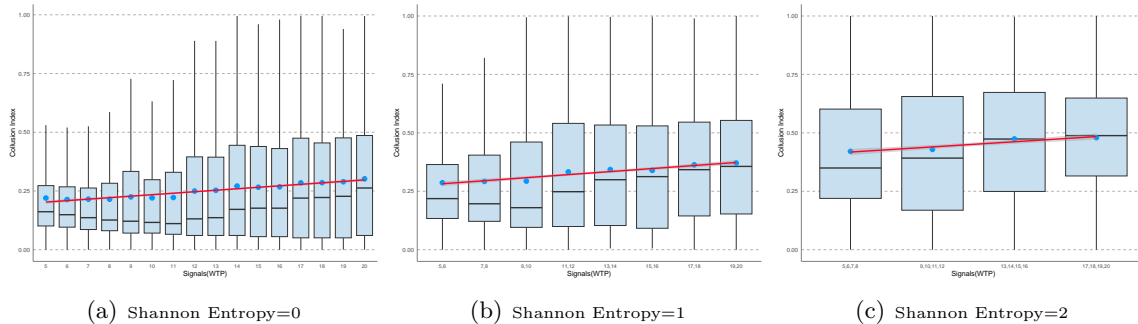 1.00
0.75
0.50
0.25
0.00
Collusion Index
5 6 7 8 9 10 11 12 13 14 15 16 17 18 19 20
Signals(WTP)
(a) Shannon Entropy=0
1.00
0.75
0.50
0.25
0.00
Collusion Index
5,6 7,8 9,10 11,12 13,14 15,16 17,18 19,20
Signals(WTP)
(b) Shannon Entropy=1
1.00
0.75
0.50
0.25
0.00
Collusion Index
5,6,7,8 9,10,11,12 13,14,15,16 17,18,19,20
Signals(WTP)
(c) Shannon Entropy=2